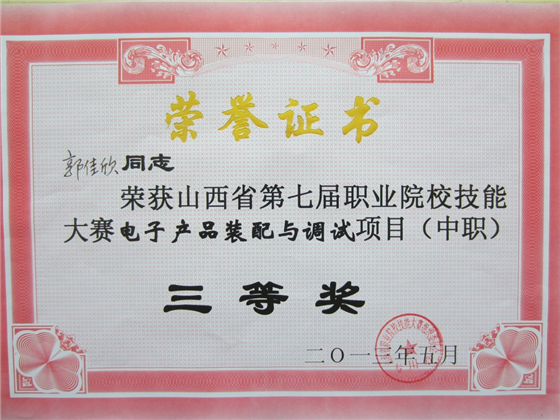 荣誉证书
郭佳欣同志
荣获山西省第七届职业院校技能
大赛电子产品装配与调试项目（中职）
三等奖
二〇一三年五月